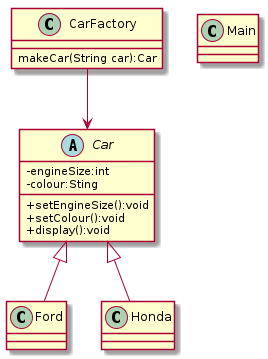 C CarFactory
makeCar(String car):Car
C Main
A Car
-engineSize:int
-colour:Sting
+setEngineSize():void
+setColour():void
+display():void
C Ford
C Honda